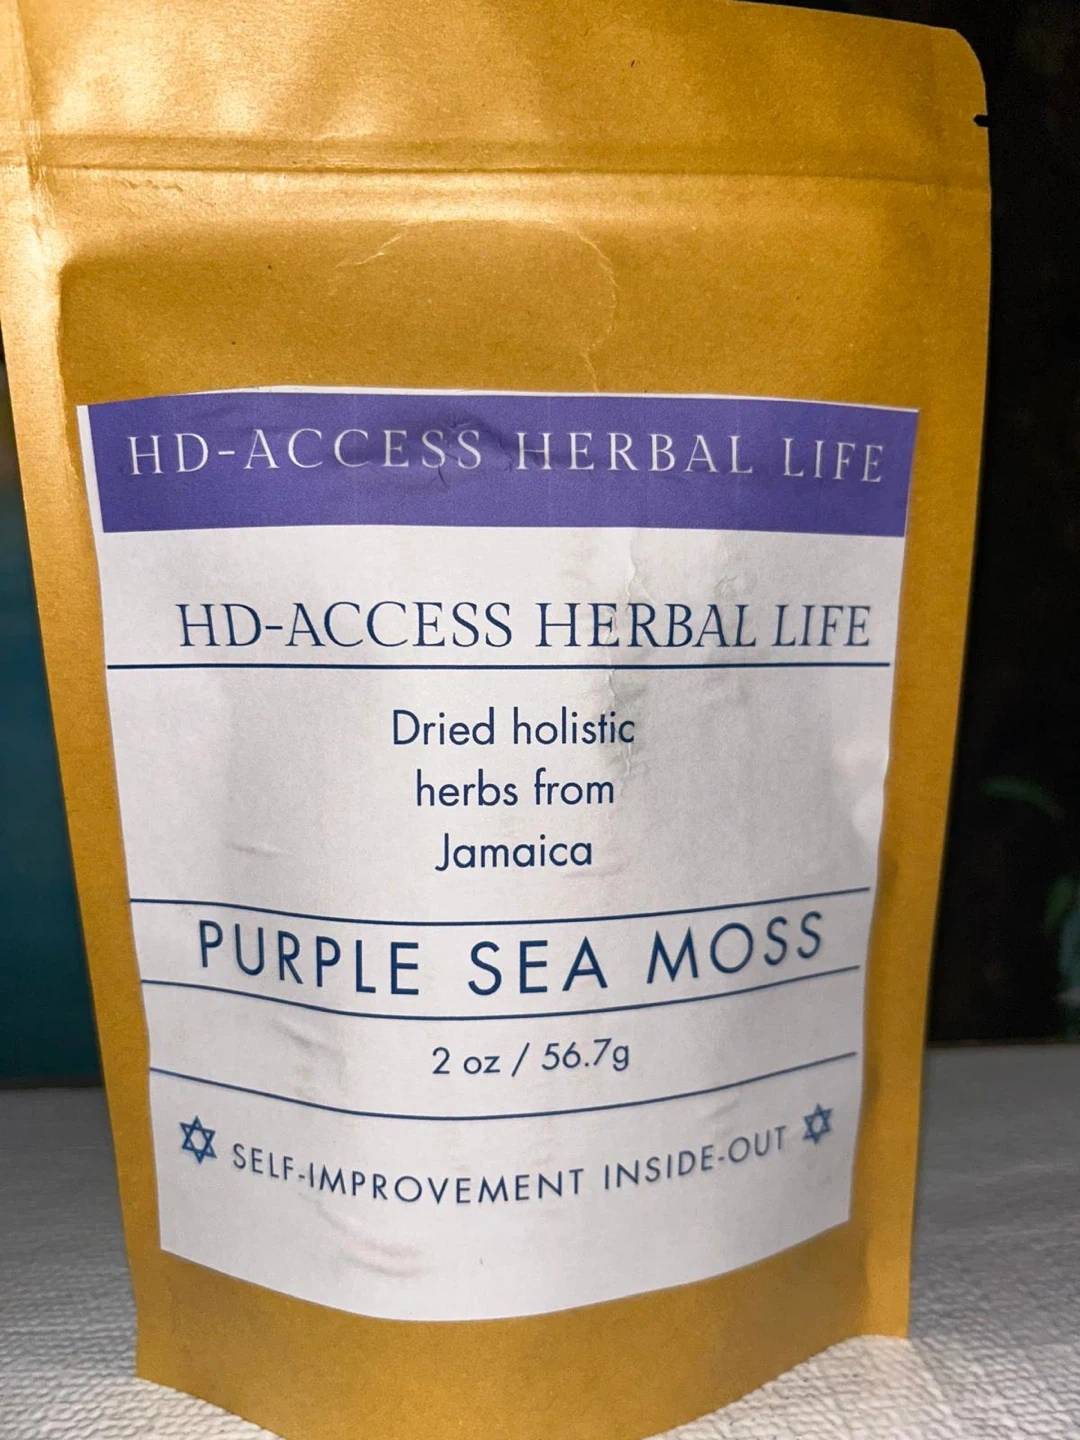 HD-ACCESS HERBAL LIFE
HD-ACCESS HERBAL LIFE
Dried holistic
herbs from
Jamaica
PURPLE SEA MOSS
2 oz / 56.7g
✡ SELF-IMPROVEMENT INSIDE-OUT ✡